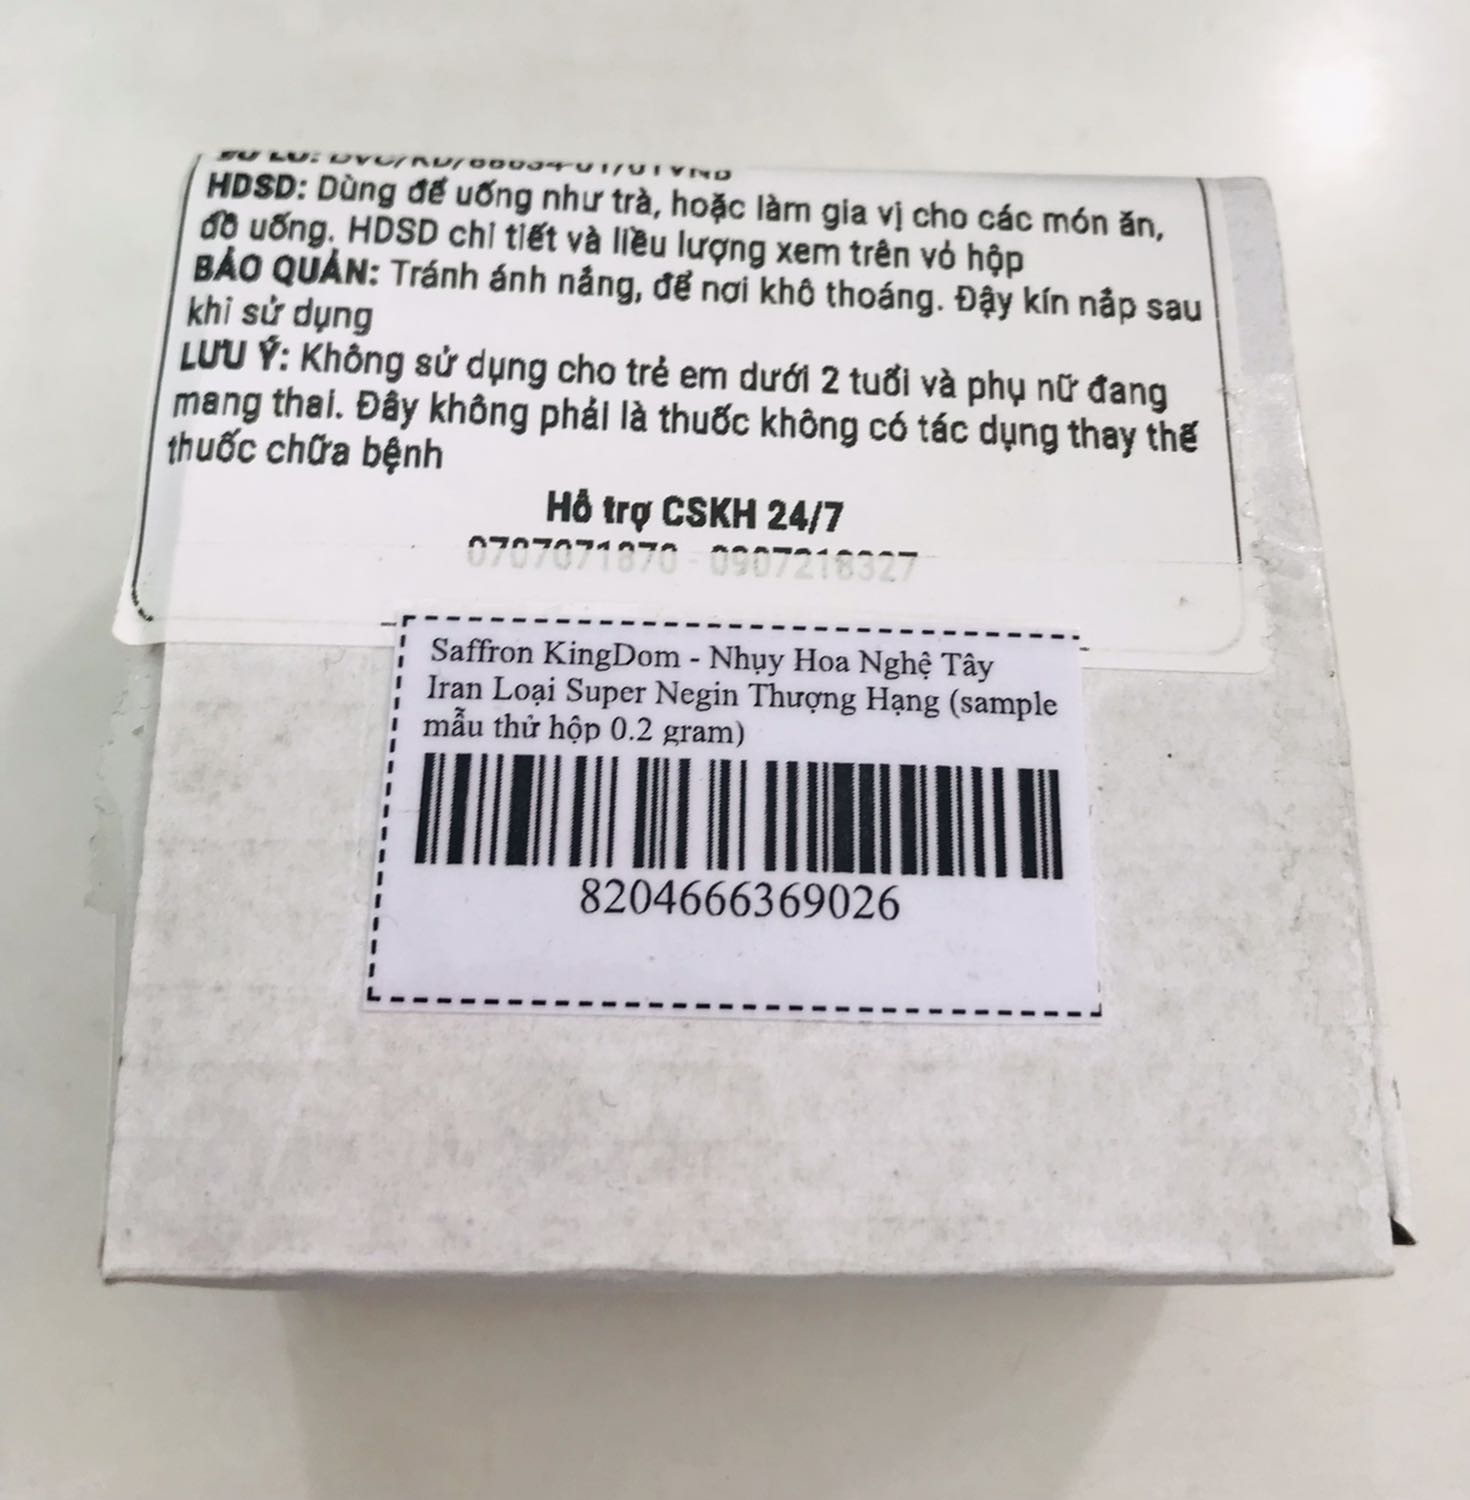 HDSD: Dùng để uống như trà, hoặc làm gia vị cho các món ăn,
đồ uống. HDSD chi tiết và liều lượng xem trên vỏ hộp
BẢO QUẢN: Tránh ánh nắng, để nơi khô thoáng. Đậy kín nắp sau
khi sử dụng
LƯU Ý: Không sử dụng cho trẻ em dưới 2 tuổi và phụ nữ đang
mang thai. Đây không phải là thuốc không có tác dụng thay thế
thuốc chữa bệnh
Hỗ trợ CSKH 24/7
0707071870 - 0907218327
Saffron KingDom - Nhụy Hoa Nghệ Tây
Iran Loại Super Negin Thượng Hạng (sample
mẫu thử hộp 0.2 gram)
8204666369026